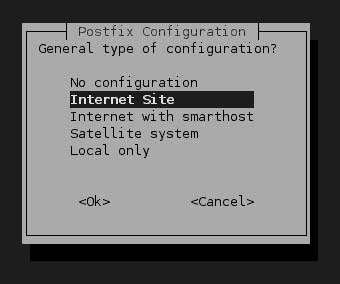 Postfix Configuration
General type of configuration?
No configuration
Internet Site
Internet with smarthost
Satellite system
Local only
<Ok> <Cancel>